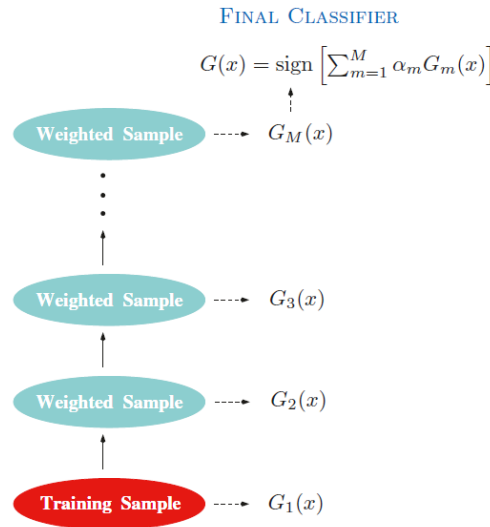 FINAL CLASSIFIER
G(x) = sign [∑_{m=1}^{M} α_m G_m(x)]
Weighted Sample G_M(x)
Weighted Sample G_3(x)
Weighted Sample G_2(x)
Training Sample G_1(x)